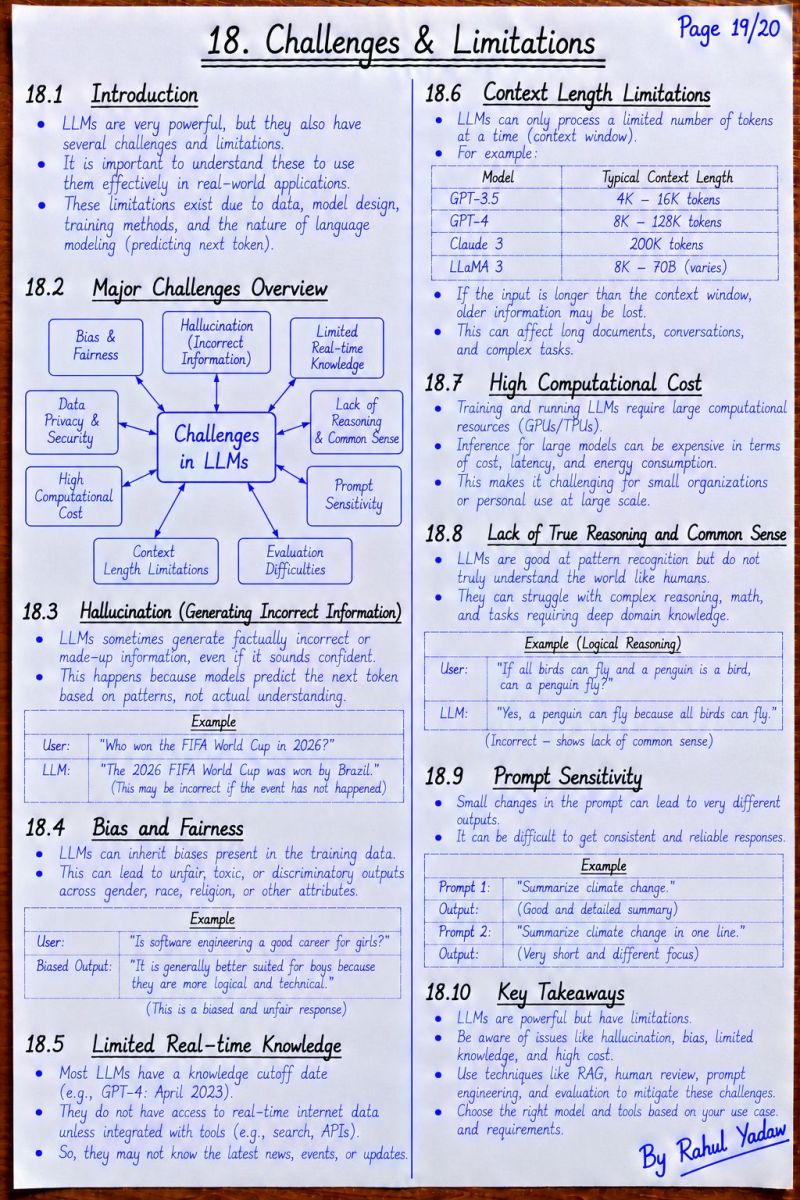 18. Challenges & Limitations
Page 19/20
18.1 Introduction
• LLMs are very powerful, but they also have
several challenges and limitations.
• It is important to understand these to use
them effectively in real-world applications.
• These limitations exist due to data, model design,
training methods, and the nature of language
modeling (predicting next token).
18.2 Major Challenges Overview
Bias &
Fairness
Hallucination
(Incorrect
Information)
Limited
Real-time
Knowledge
Data
Privacy &
Security
Challenges
in LLMs
Lack of
Reasoning
& Common Sense
High
Computational
Cost
Prompt
Sensitivity
Context
Length Limitations
Evaluation
Difficulties
18.3 Hallucination (Generating Incorrect Information)
• LLMs sometimes generate factually incorrect or
made-up information, even if it sounds confident.
• This happens because models predict the next token
based on patterns, not actual understanding.
Example
User: "Who won the FIFA World Cup in 2026?"
LLM: "The 2026 FIFA World Cup was won by Brazil."
(This may be incorrect if the event has not happened)
18.4 Bias and Fairness
• LLMs can inherit biases present in the training data.
• This can lead to unfair, toxic, or discriminatory outputs
across gender, race, religion, or other attributes.
Example
User: "Is software engineering a good career for girls?"
Biased Output: "It is generally better suited for boys because
they are more logical and technical."
(This is a biased and unfair response)
18.5 Limited Real-time Knowledge
• Most LLMs have a knowledge cutoff date
(e.g., GPT-4: April 2023).
• They do not have access to real-time internet data
unless integrated with tools (e.g., search, APIs).
• So, they may not know the latest news, events, or updates.
18.6 Context Length Limitations
• LLMs can only process a limited number of tokens
at a time (context window).
• For example:
Model Typical Context Length
GPT-3.5 4K – 16K tokens
GPT-4 8K – 128K tokens
Claude 3 200K tokens
LLaMA 3 8K – 70B (varies)
• If the input is longer than the context window,
older information may be lost.
• This can affect long documents, conversations,
and complex tasks.
18.7 High Computational Cost
• Training and running LLMs require large computational
resources (GPUs/TPUs).
• Inference for large models can be expensive in terms
of cost, latency, and energy consumption.
• This makes it challenging for small organizations
or personal use at large scale.
18.8 Lack of True Reasoning and Common Sense
• LLMs are good at pattern recognition but do not
truly understand the world like humans.
• They can struggle with complex reasoning, math,
and tasks requiring deep domain knowledge.
Example (Logical Reasoning)
User: "If all birds can fly and a penguin is a bird,
can a penguin fly?"
LLM: "Yes, a penguin can fly because all birds can fly."
(Incorrect – shows lack of common sense)
18.9 Prompt Sensitivity
• Small changes in the prompt can lead to very different
outputs.
• It can be difficult to get consistent and reliable responses.
Example
Prompt 1: "Summarize climate change."
Output: (Good and detailed summary)
Prompt 2: "Summarize climate change in one line."
Output: (Very short and different focus)
18.10 Key Takeaways
• LLMs are powerful but have limitations.
• Be aware of issues like hallucination, bias, limited
knowledge, and high cost.
• Use techniques like RAG, human review, prompt
engineering, and evaluation to mitigate these challenges.
• Choose the right model and tools based on your use case.
and requirements.
By Rahul Yadaw